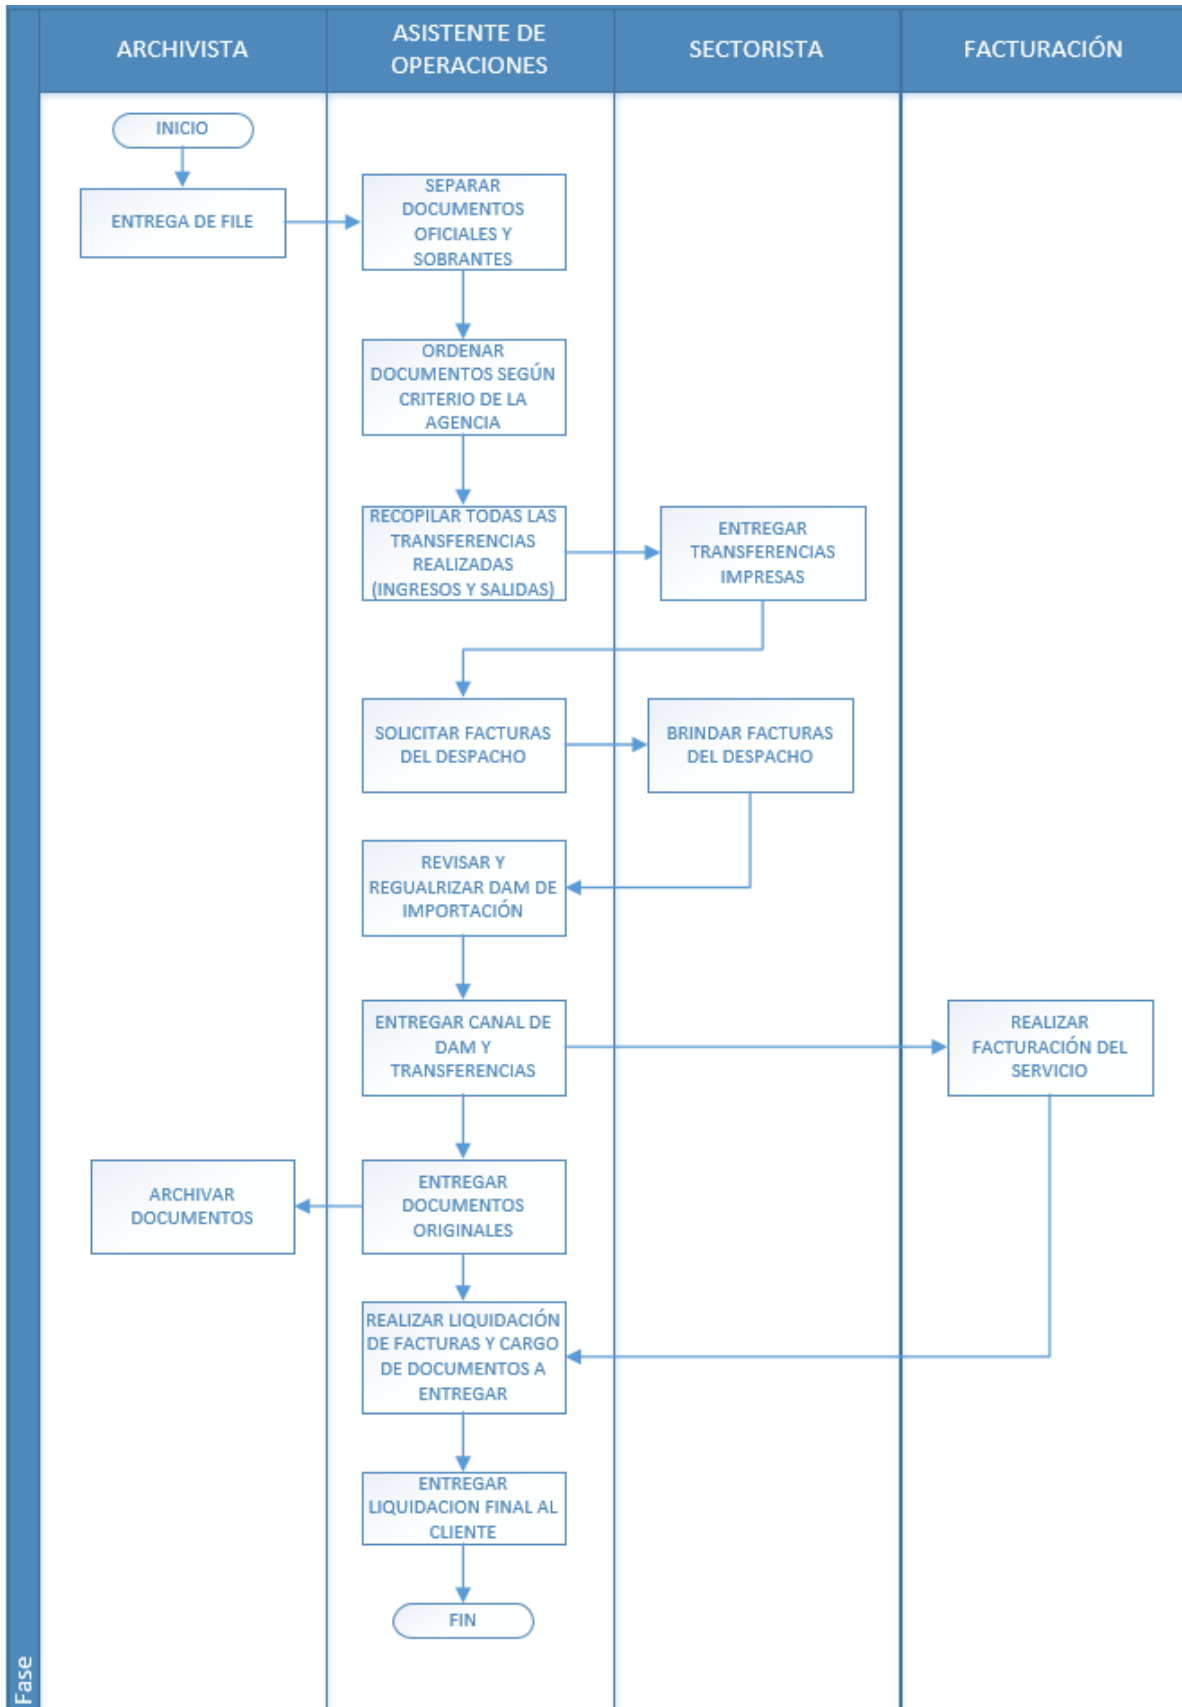 ARCHIVISTA
ASISTENTE DE
OPERACIONES
SECTORISTA
FACTURACIÓN
INICIO
ENTREGA DE FILE
SEPARAR
DOCUMENTOS
OFICIALES Y
SOBRANTES
ORDENAR
DOCUMENTOS SEGÚN
CRITERIO DE LA
AGENCIA
RECOPILAR TODAS LAS
TRANSFERENCIAS
REALIZADAS
(INGRESOS Y SALIDAS)
ENTREGAR
TRANSFERENCIAS
IMPRESAS
SOLICITAR FACTURAS
DEL DESPACHO
BRINDAR FACTURAS
DEL DESPACHO
REVISAR Y
REGUALRIZAR DAM DE
IMPORTACIÓN
ENTREGAR CANAL DE
DAM Y
TRANSFERENCIAS
REALIZAR
FACTURACIÓN DEL
SERVICIO
ARCHIVAR
DOCUMENTOS
ENTREGAR
DOCUMENTOS
ORIGINALES
REALIZAR LIQUIDACIÓN
DE FACTURAS Y CARGO
DE DOCUMENTOS A
ENTREGAR
ENTREGAR
LIQUIDACION FINAL AL
CLIENTE
FIN
Fase